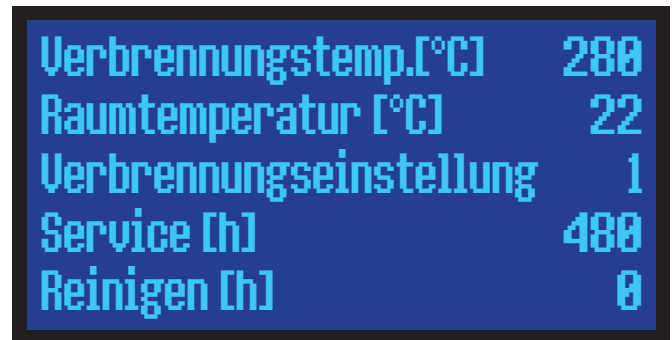 Verbrennungstemp.[°C] 280
Raumtemperatur [°C] 22
Verbrennungseinstellung 1
Service [h] 480
Reinigen [h] 0